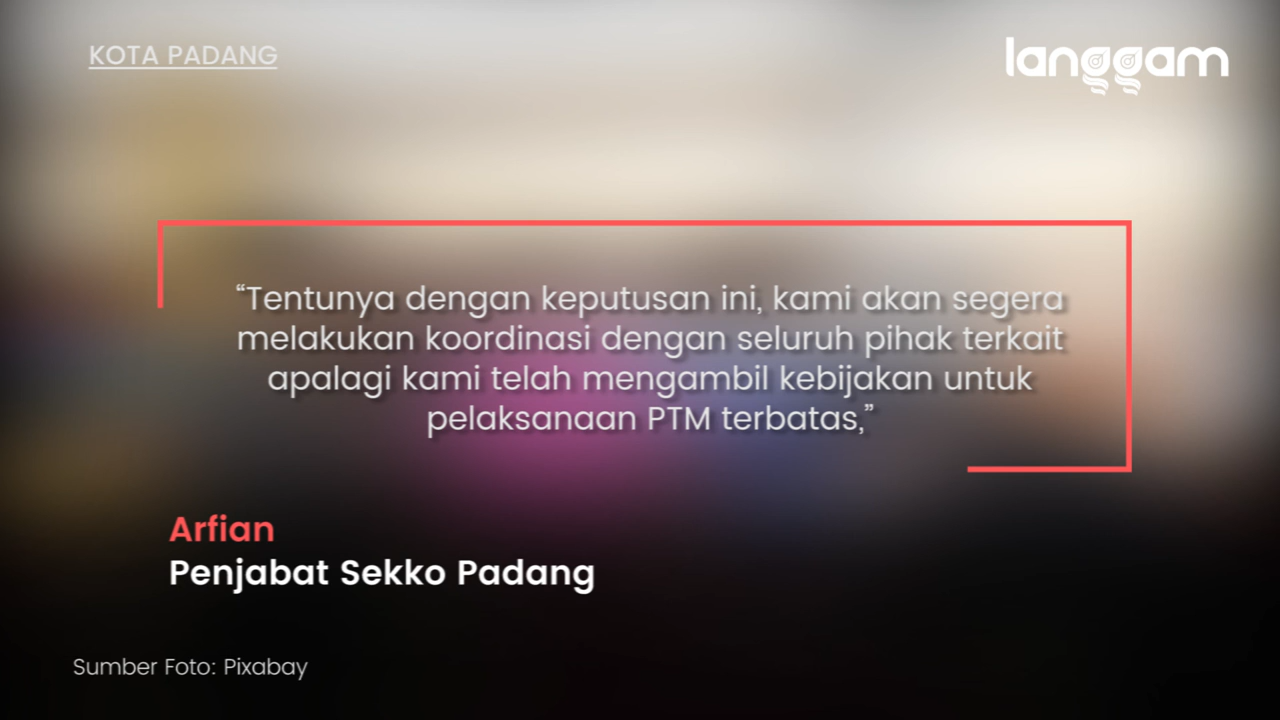 KOTA PADANG
langgam
“Tentunya dengan keputusan ini, kami akan segera
melakukan koordinasi dengan seluruh pihak terkait
apalagi kami telah mengambil kebijakan untuk
pelaksanaan PTM terbatas,”
Arfian
Penjabat Sekko Padang
Sumber Foto: Pixabay